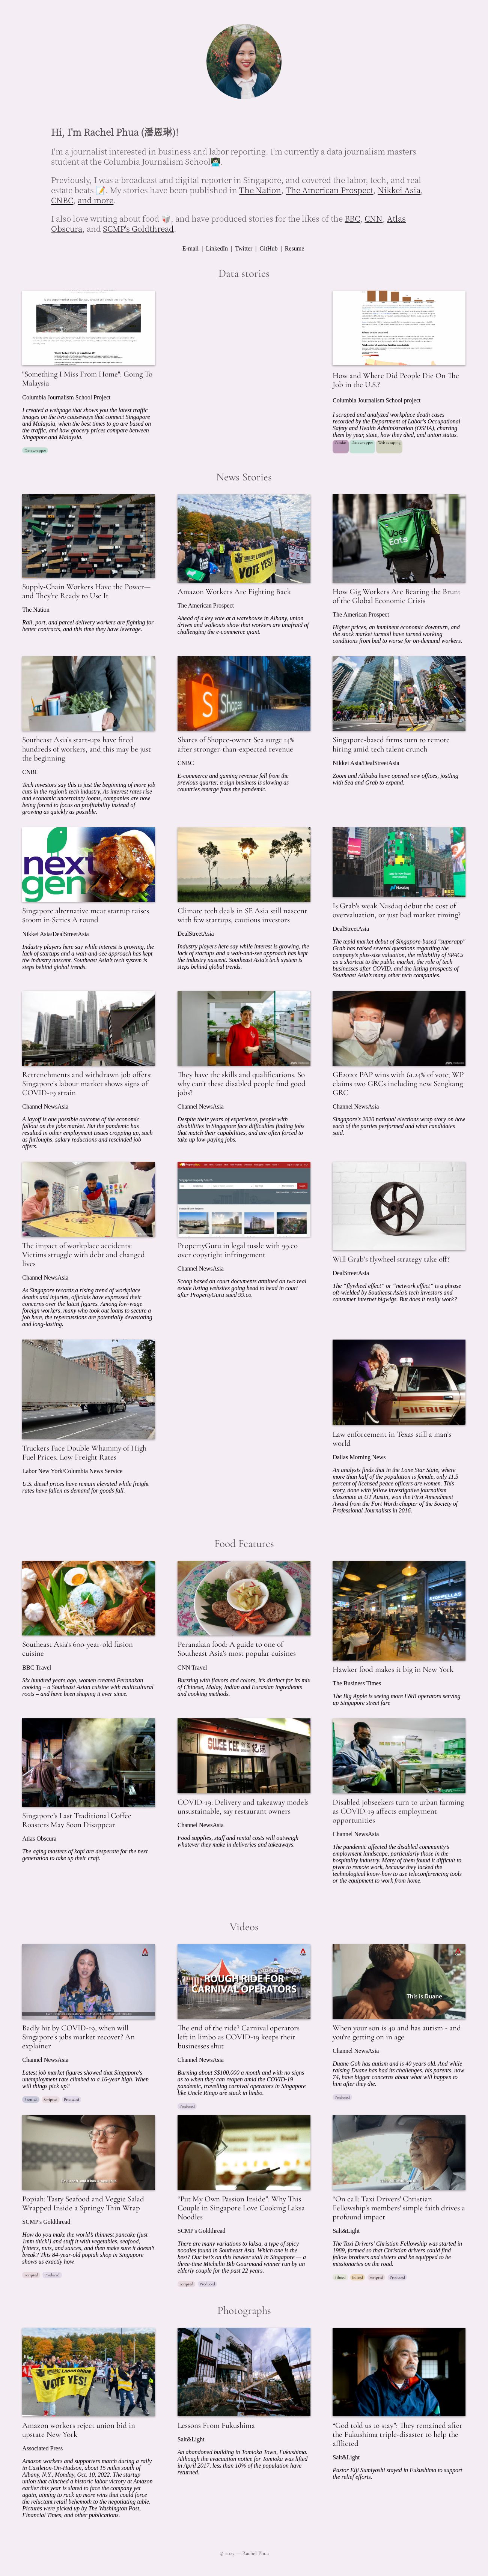 Hi, I'm Rachel Phua (潘恩琳)!
I'm a journalist interested in business and labor reporting. I'm currently a data journalism masters
student at the Columbia Journalism School👩🏻‍💻
Previously, I was a broadcast and digital reporter in Singapore, and covered the labor, tech, and real
estate beats 📝. My stories have been published in The Nation, The American Prospect, Nikkei Asia,
CNBC, and more.
I also love writing about food 🥡, and have produced stories for the likes of the BBC, CNN, Atlas
Obscura, and SCMP's Goldthread.
E-mail | LinkedIn | Twitter | GitHub | Resume
Data stories
"Something I Miss From Home": Going To
Malaysia
Columbia Journalism School Project
I created a webpage that shows you the latest traffic
images on the two causeways between Singapore
and Malaysia, when the best times to go are based on
the traffic, and how grocery prices compare between
Singapore and Malaysia.
Datawrapper
How and Where Did People Die On The
Job in the U.S.?
Columbia Journalism School project
I scraped and analyzed workplace death cases
recorded by the Department of Labor's Occupational
Safety and Health Administration (OSHA), charting
them by year, state, how they died, and union status.
Pandas Datawrapper Web scraping
News Stories
Supply-Chain Workers Have the Power—
and They're Ready to Use It
The Nation
Rail, port, and parcel delivery workers are fighting for
better contracts, and this time they have leverage.
VOTE YES!
Amazon Workers Are Fighting Back
The American Prospect
Ahead of a key vote at a warehouse in Albany, union
drives and walkouts show that workers are unafraid of
challenging the e-commerce giant.
Uber
Eats
How Gig Workers Are Bearing the Brunt
of the Global Economic Crisis
The American Prospect
Higher prices, an imminent economic downturn, and
the stock market turmoil have turned working
conditions from bad to worse for on-demand workers.
Southeast Asia's start-ups have fired
hundreds of workers, and this may be just
the beginning
CNBC
Tech investors say this is just the beginning of more job
cuts in the region's tech industry. As interest rates rise
and economic uncertainty looms, companies are now
being forced to focus on profitability instead of
growing as quickly as possible.
Shares of Shopee-owner Sea surge 14%
after stronger-than-expected revenue
CNBC
E-commerce and gaming revenue fell from the
previous quarter, a sign business is slowing as
countries emerge from the pandemic.
Singapore-based firms turn to remote
hiring amid tech talent crunch
Nikkei Asia/DealStreetAsia
Zoom and Alibaba have opened new offices, jostling
with Sea and Grab to expand.
next
gen
Singapore alternative meat startup raises
$100m in Series A round
Nikkei Asia/DealStreetAsia
Industry players here say while interest is growing, the
lack of startups and a wait-and-see approach has kept
the industry nascent. Southeast Asia's tech system is
steps behind global trends.
Climate tech deals in SE Asia still nascent
with few startups, cautious investors
DealStreetAsia
Industry players here say while interest is growing, the
lack of startups and a wait-and-see approach has kept
the industry nascent. Southeast Asia's tech system is
steps behind global trends.
Is Grab's weak Nasdaq debut the cost of
overvaluation, or just bad market timing?
DealStreetAsia
The tepid market debut of Singapore-based "superapp"
Grab has raised several questions regarding the
company's plus-size valuation, the reliability of SPACs
as a shortcut to the public market, the role of tech
businesses after COVID, and the listing prospects of
Southeast Asia's many other tech companies.
Retrenchments and withdrawn job offers:
Singapore's labour market shows signs of
COVID-19 strain
Channel NewsAsia
A layoff is one possible outcome of the economic
fallout on the jobs market. But the pandemic has
resulted in other employment issues cropping up, such
as furloughs, salary reductions and rescinded job
offers.
They have the skills and qualifications. So
why can't these disabled people find good
jobs?
Channel NewsAsia
Despite their years of experience, people with
disabilities in Singapore face difficulties finding jobs
that match their capabilities, and are often forced to
take up low-paying jobs.
GE2020: PAP wins with 61.24% of vote; WP
claims two GRCs including new Sengkang
GRC
Channel NewsAsia
Singapore's 2020 national elections wrap story on how
each of the parties performed and what candidates
said.
The impact of workplace accidents:
Victims struggle with debt and changed
lives
Channel NewsAsia
As Singapore records a rising trend of workplace
deaths and injuries, officials have expressed their
concerns over the latest figures. Among low-wage
foreign workers, many who took out loans to secure a
job here, the repercussions are potentially devastating
and long-lasting.
PropertyGuru in legal tussle with 99.co
over copyright infringement
Channel NewsAsia
Scoop based on court documents attained on two real
estate listing websites going head to head in court
after PropertyGuru sued 99.co.
Will Grab's flywheel strategy take off?
DealStreetAsia
The "flywheel effect" or "network effect" is a phrase
oft-wielded by Southeast Asia's tech investors and
consumer internet bigwigs. But does it really work?
Truckers Face Double Whammy of High
Fuel Prices, Low Freight Rates
Labor New York/Columbia News Service
U.S. diesel prices have remain elevated while freight
rates have fallen as demand for goods fall.
SHERIFF
Law enforcement in Texas still a man's
world
Dallas Morning News
An analysis finds that in the Lone Star State, where
more than half of the population is female, only 11.5
percent of licensed peace officers are women. This
story, done with fellow investigative journalism
classmate at UT Austin, won the First Amendment
Award from the Fort Worth chapter of the Society of
Professional Journalists in 2016.
Food Features
Southeast Asia's 600-year-old fusion
cuisine
BBC Travel
Six hundred years ago, women created Peranakan
cooking – a Southeast Asian cuisine with multicultural
roots – and have been shaping it ever since.
Peranakan food: A guide to one of
Southeast Asia's most popular cuisines
CNN Travel
Bursting with flavors and colors, it's distinct for its mix
of Chinese, Malay, Indian and Eurasian ingredients
and cooking methods.
Hawker food makes it big in New York
The Business Times
The Big Apple is seeing more F&B operators serving
up Singapore street fare
Singapore's Last Traditional Coffee
Roasters May Soon Disappear
Atlas Obscura
The aging masters of kopi are desperate for the next
generation to take up their craft.
COVID-19: Delivery and takeaway models
unsustainable, say restaurant owners
Channel NewsAsia
Food supplies, staff and rental costs will outweigh
whatever they make in deliveries and takeaways.
Disabled jobseekers turn to urban farming
as COVID-19 affects employment
opportunities
Channel NewsAsia
The pandemic affected the disabled community's
employment landscape, particularly those in the
hospitality industry. Many of them found it difficult to
pivot to remote work, because they lacked the
technological know-how to use teleconferencing tools
or the equipment to work from home.
Videos
Badly hit by COVID-19, when will
Singapore's jobs market recover? An
explainer
Channel NewsAsia
Latest job market figures showed that Singapore's
unemployment rate climbed to a 16-year high. When
will things pick up?
Scripted Produced
ROUGH RIDE FOR
CARNIVAL OPERATORS
The end of the ride? Carnival operators
left in limbo as COVID-19 keeps their
businesses shut
Channel NewsAsia
Burning about S$100,000 a month and with no signs
as to when they can reopen amid the COVID-19
pandemic, travelling carnival operators in Singapore
like Uncle Ringo are stuck in limbo.
Produced
This is Duane
When your son is 40 and has autism - and
you're getting on in age
Channel NewsAsia
Duane Goh has autism and is 40 years old. And while
raising Duane has had its challenges, his parents, now
74, have bigger concerns about what will happen to
him after they die.
Produced
Popiah: Tasty Seafood and Veggie Salad
Wrapped Inside a Springy Thin Wrap
SCMP's Goldthread
How do you make the world's thinnest pancake (just
1mm thick!) and stuff it with vegetables, seafood,
fritters, nuts, and sauces, and then make sure it doesn't
break? This 84-year-old popiah shop in Singapore
shows us exactly how.
Scripted Produced
"Put My Own Passion Inside": Why This
Couple in Singapore Love Cooking Laksa
Noodles
SCMP's Goldthread
There are many variations to laksa, a type of spicy
noodles found in Southeast Asia. Which one is the
best? Our bet's on this hawker stall in Singapore — a
three-time Michelin Bib Gourmand winner run by an
elderly couple for the past 22 years.
Scripted Produced
"On call: Taxi Drivers' Christian
Fellowship's members' simple faith drives a
profound impact
Salt&Light
The Taxi Drivers' Christian Fellowship was started in
1989, formed so that Christian drivers could find
fellow brothers and sisters and be equipped to be
missionaries on the road.
Filmed Edited Scripted Produced
Photographs
VOTE YES!
Amazon workers reject union bid in
upstate New York
Associated Press
Amazon workers and supporters march during a rally
in Castleton-On-Hudson, about 15 miles south of
Albany, N.Y., Monday, Oct. 10, 2022. The startup
union that clinched a historic labor victory at Amazon
earlier this year is slated to face the company yet
again, aiming to rack up more wins that could force
the reluctant retail behemoth to the negotiating table.
Pictures were picked up by The Washington Post,
Financial Times, and other publications.
Lessons From Fukushima
Salt&Light
An abandoned building in Tomioka Town, Fukushima.
Although the evacuation notice for Tomioka was lifted
in April 2017, less than 10% of the population have
returned.
"God told us to stay": They remained after
the Fukushima triple-disaster to help the
afflicted
Salt&Light
Pastor Eiji Sumiyoshi stayed in Fukushima to support
the relief efforts.
© 2023 — Rachel Phua